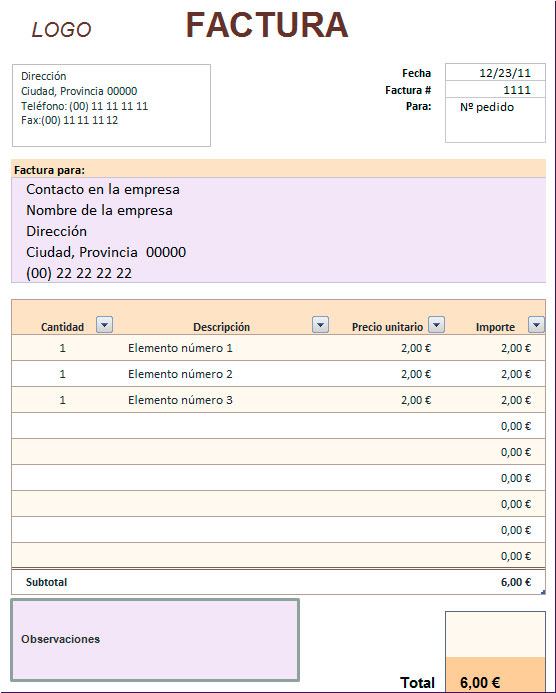 LOGO
FACTURA
Dirección
Ciudad, Provincia 00000
Teléfono: (00) 11 11 11 11
Fax:(00) 11 11 11 12
Fecha 12/23/11
Factura # 1111
Para: Nº pedido
Factura para:
Contacto en la empresa
Nombre de la empresa
Dirección
Ciudad, Provincia 00000
(00) 22 22 22 22
Cantidad Descripción Precio unitario Importe
1 Elemento número 1 2,00 € 2,00 €
1 Elemento número 2 2,00 € 2,00 €
1 Elemento número 3 2,00 € 2,00 €
0,00 €
0,00 €
0,00 €
0,00 €
0,00 €
0,00 €
Subtotal 6,00 €
Observaciones
Total 6,00 €